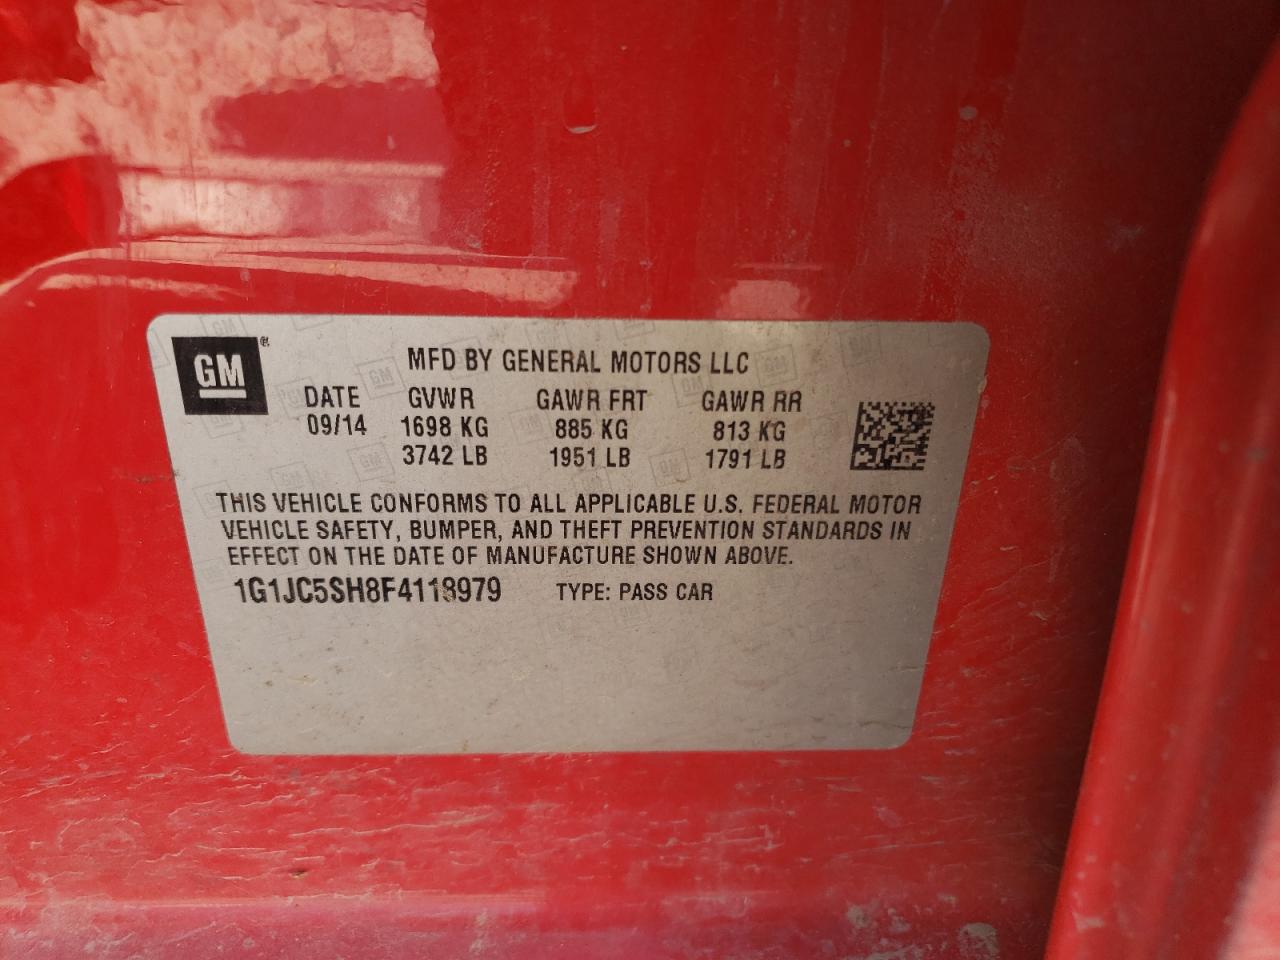 GM®
MFD BY GENERAL MOTORS LLC
DATE GVWR GAWR FRT GAWR RR
09/14 1698 KG 885 KG 813 KG
3742 LB 1951 LB 1791 LB
THIS VEHICLE CONFORMS TO ALL APPLICABLE U.S. FEDERAL MOTOR
VEHICLE SAFETY, BUMPER, AND THEFT PREVENTION STANDARDS IN
EFFECT ON THE DATE OF MANUFACTURE SHOWN ABOVE.
1G1JC5SH8F4118979 TYPE: PASS CAR